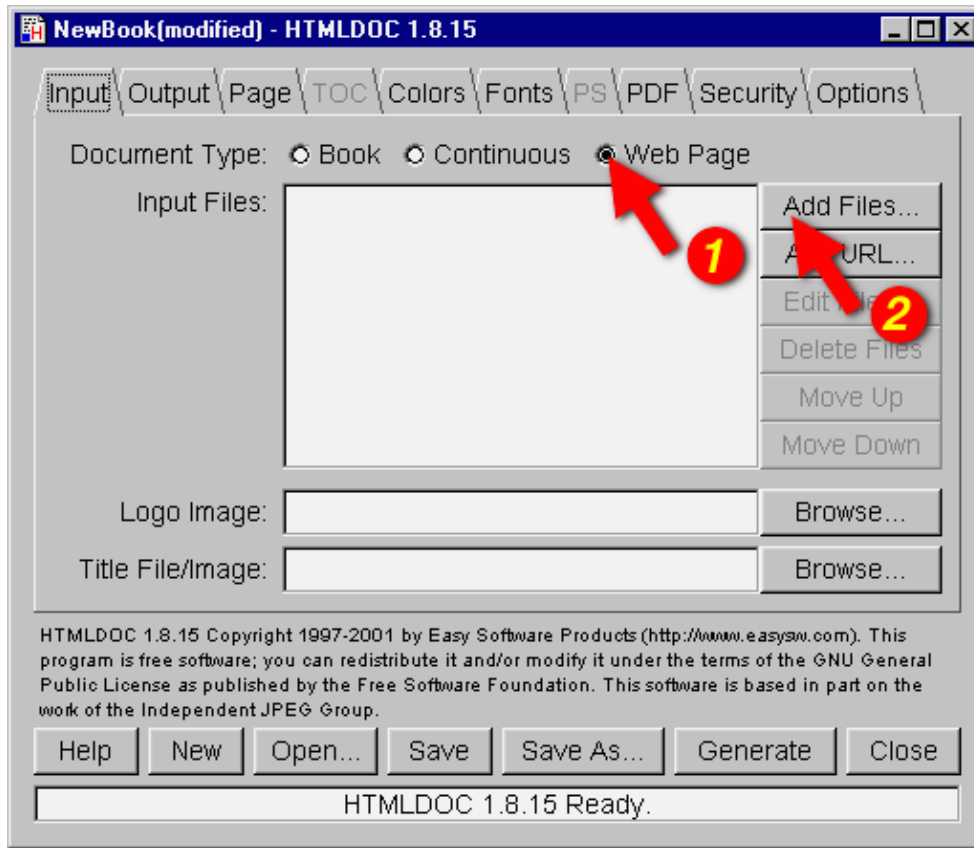 NewBook(modified) - HTMLDOC 1.8.15
Input Output Page TOC Colors Fonts PS PDF Security Options
Document Type: Book Continuous Web Page
Input Files:
Add Files...
1
URL...
Edit
2
Delete Files
Move Up
Move Down
Logo Image: Browse...
Title File/Image: Browse...
HTMLDOC 1.8.15 Copyright 1997-2001 by Easy Software Products (http://www.easysw.com). This
program is free software; you can redistribute it and/or modify it under the terms of the GNU General
Public License as published by the Free Software Foundation. This software is based in part on the
work of the Independent JPEG Group.
Help New Open... Save Save As... Generate Close
HTMLDOC 1.8.15 Ready.